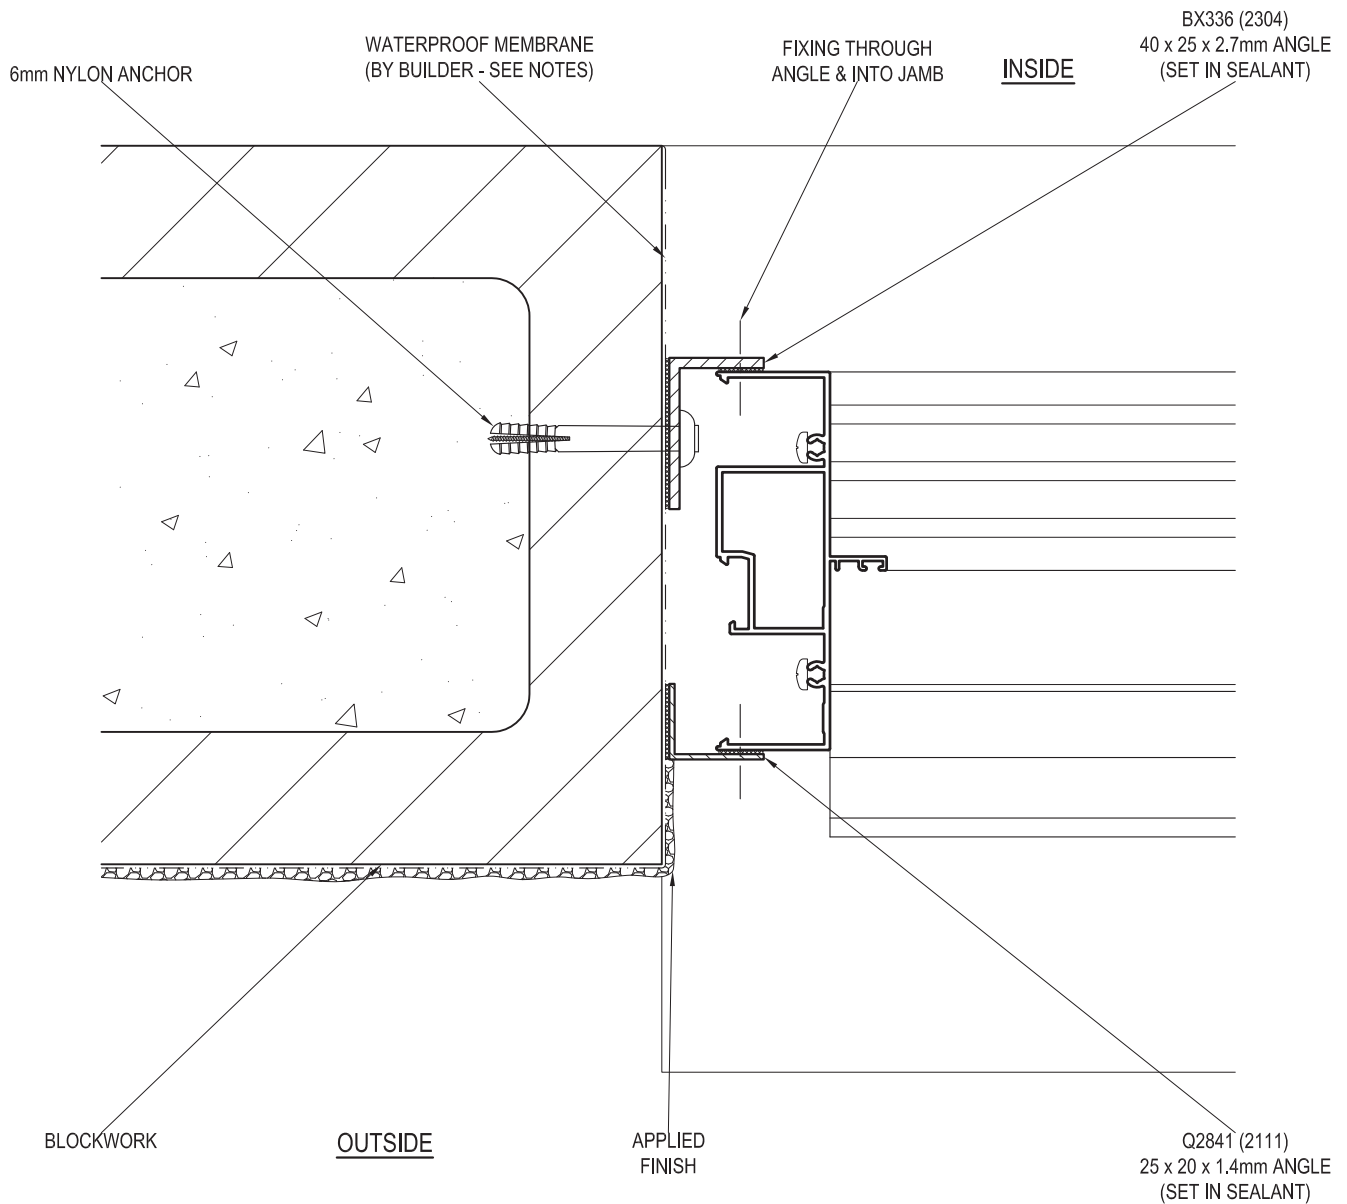 6mm NYLON ANCHOR
WATERPROOF MEMBRANE
(BY BUILDER - SEE NOTES)
FIXING THROUGH
ANGLE & INTO JAMB
INSIDE
BX336 (2304)
40 x 25 x 2.7mm ANGLE
(SET IN SEALANT)
BLOCKWORK
OUTSIDE
APPLIED
FINISH
Q2841 (2111)
25 x 20 x 1.4mm ANGLE
(SET IN SEALANT)